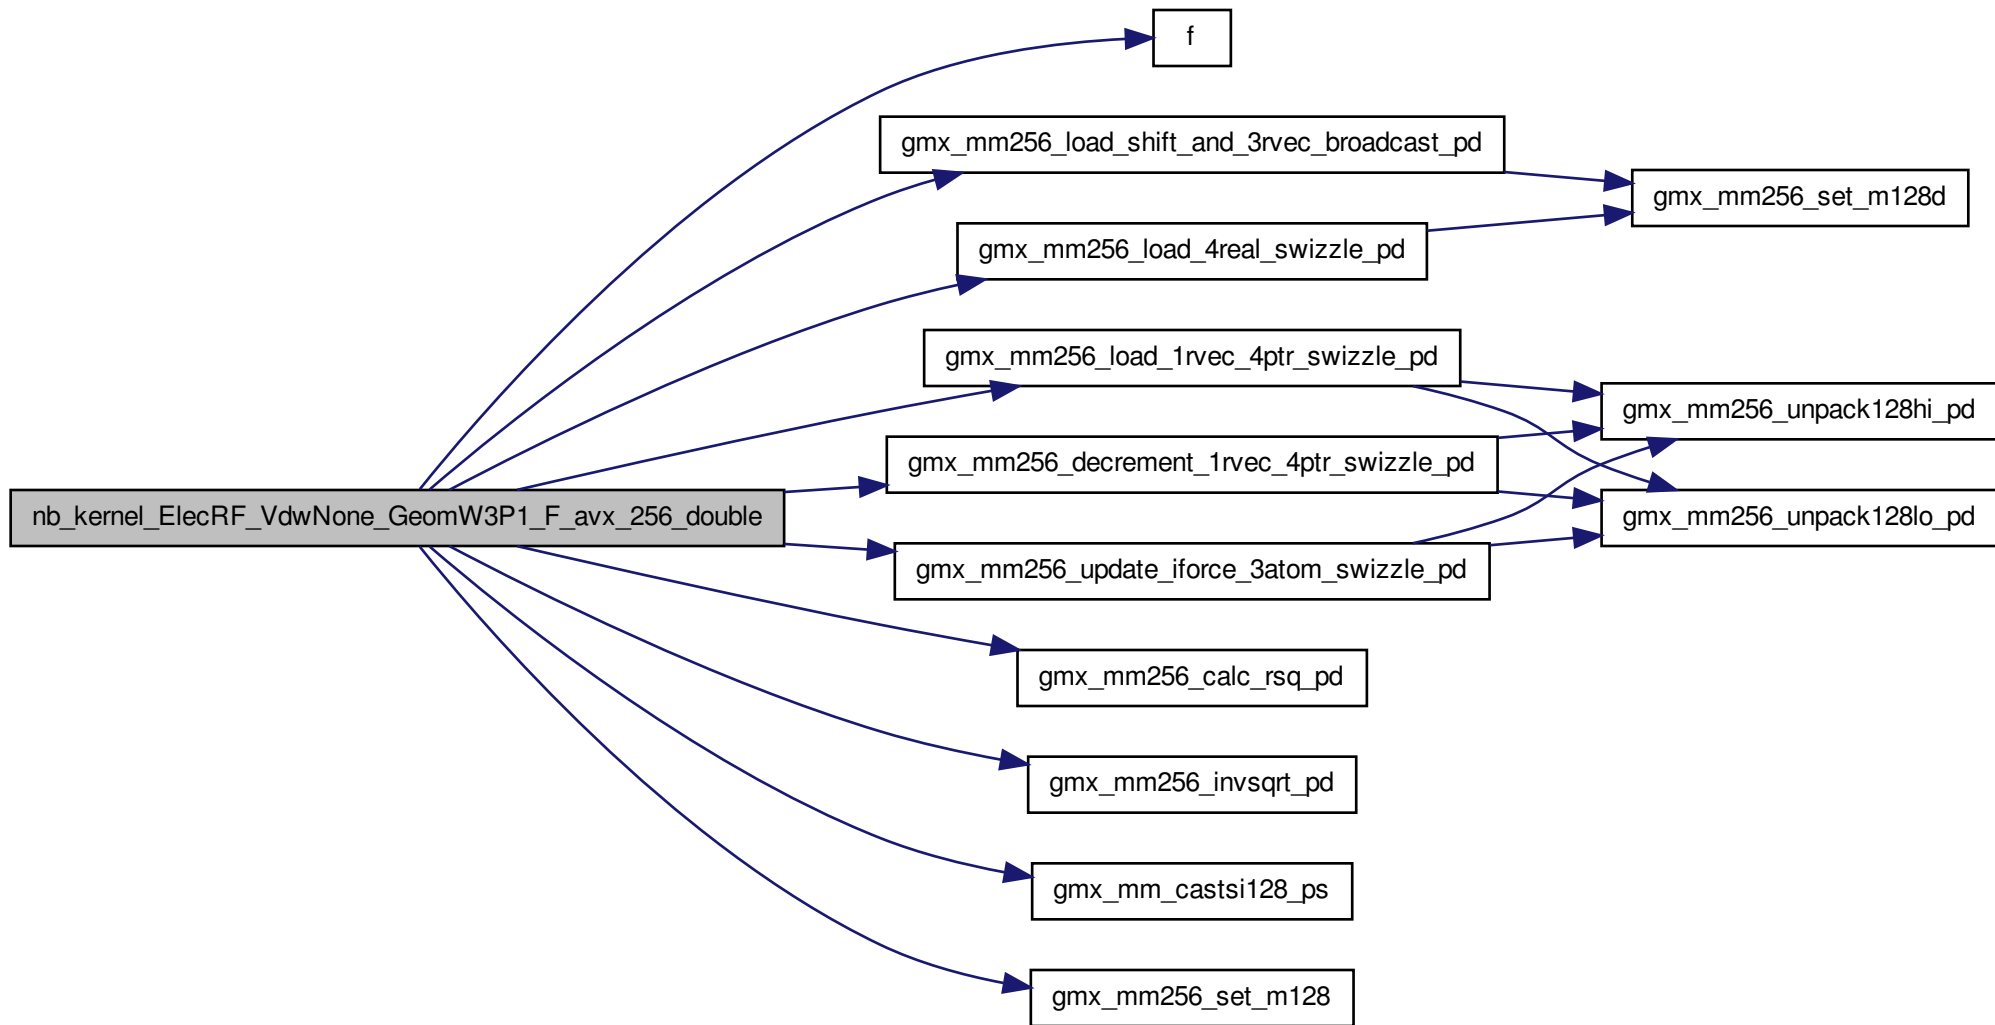 f
gmx_mm256_load_shift_and_3rvec_broadcast_pd
gmx_mm256_set_m128d
gmx_mm256_load_4real_swizzle_pd
gmx_mm256_load_1rvec_4ptr_swizzle_pd
gmx_mm256_unpack128hi_pd
gmx_mm256_decrement_1rvec_4ptr_swizzle_pd
nb_kernel_ElecRF_VdwNone_GeomW3P1_F_avx_256_double
gmx_mm256_unpack128lo_pd
gmx_mm256_update_iforce_3atom_swizzle_pd
gmx_mm256_calc_rsq_pd
gmx_mm256_invsqrt_pd
gmx_mm_castsi128_ps
gmx_mm256_set_m128